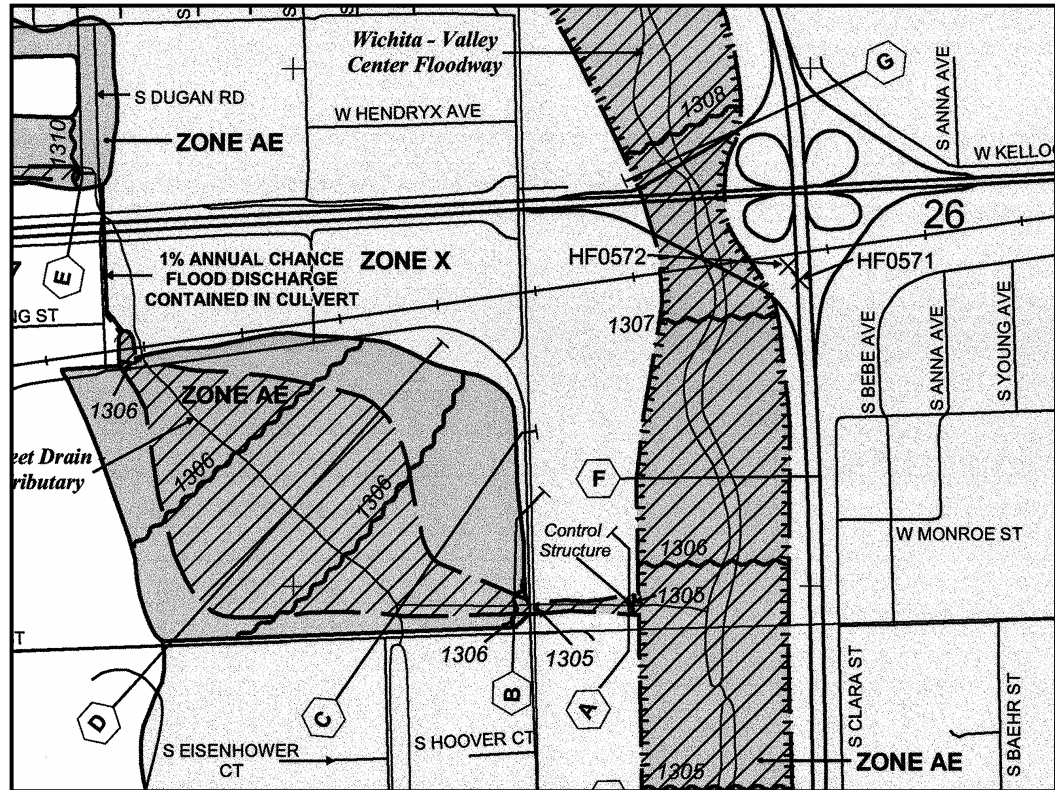 Wichita - Valley
Center Floodway
S DUGAN RD
ZONE AE
1310
W HENDRYX AVE
1308
G
S ANNA AVE
W KELLO
26
E
1% ANNUAL CHANCE
FLOOD DISCHARGE
CONTAINED IN CULVERT
ZONE X
HF0572
HF0571
NG ST
1307
S BEBE AVE
S ANNA AVE
S YOUNG AVE
1306
ZONE AE
eet Drain
ributary
1306
1306
F
Control
Structure
W MONROE ST
1306
1305
1306
1305
D
C
B
A
S EISENHOWER
CT
S HOOVER CT
S CLARA ST
S BAEHR ST
ZONE AE
1305